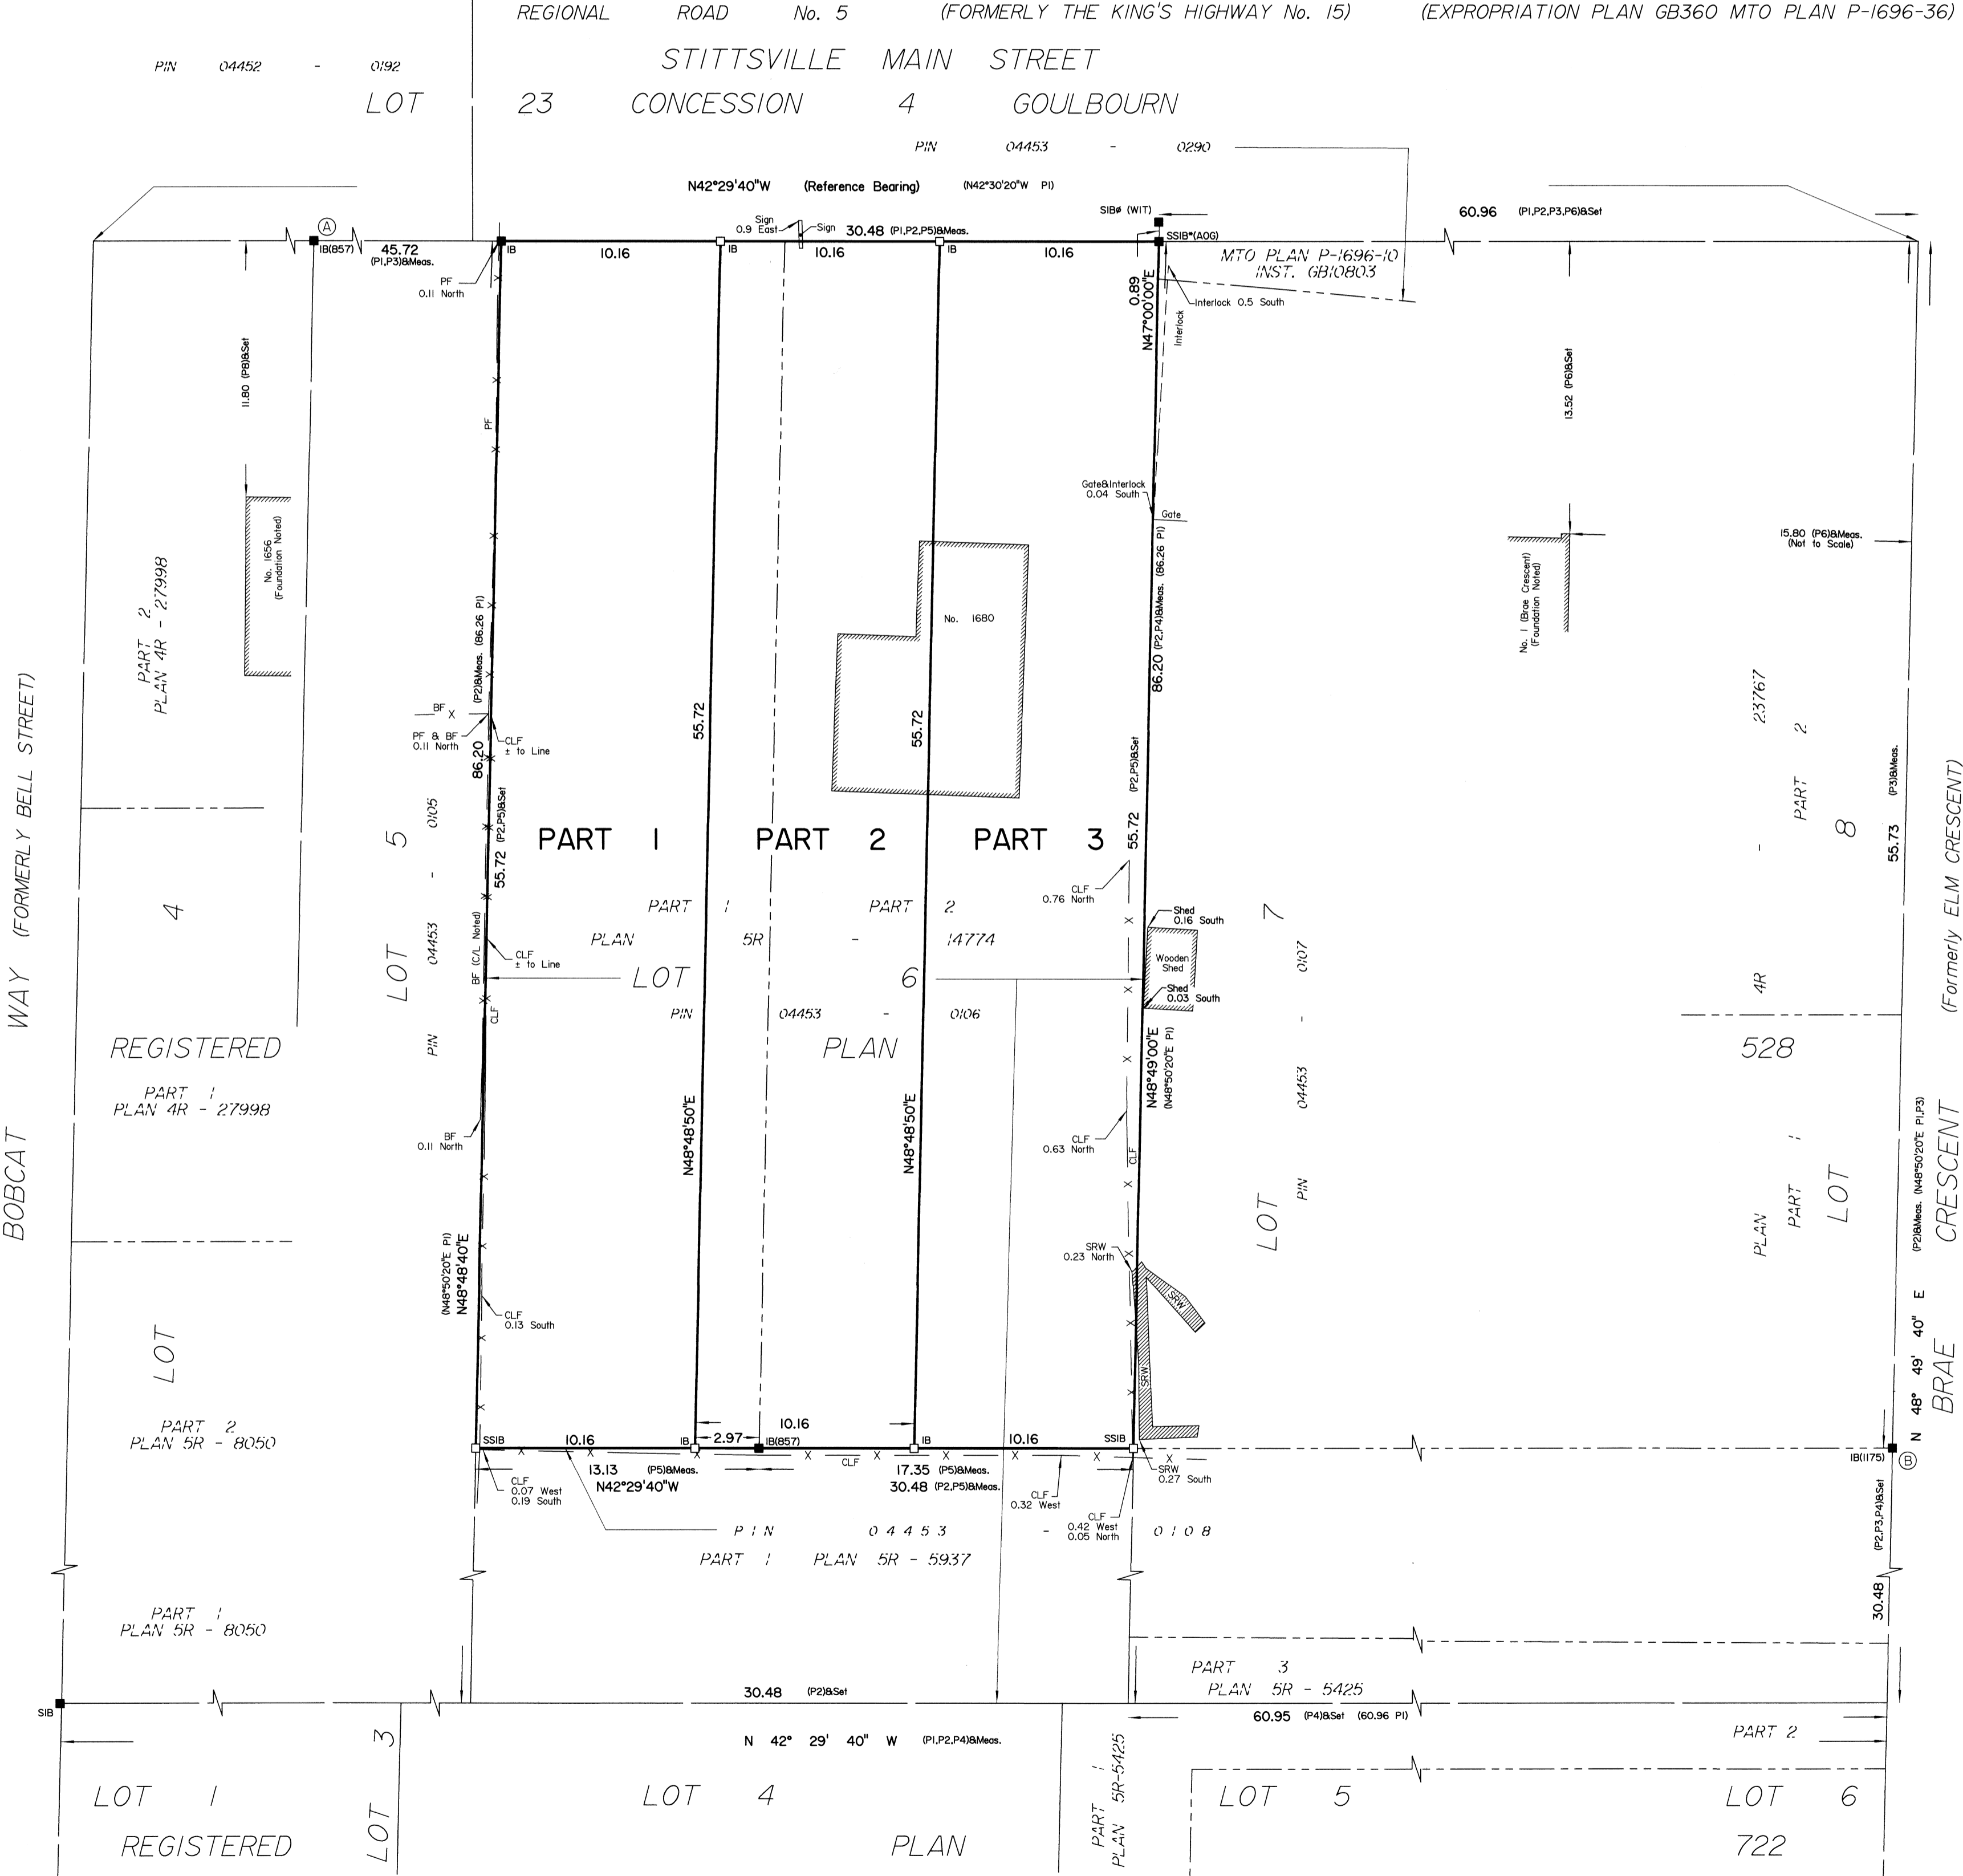 REGIONAL ROAD No. 5 (FORMERLY THE KING'S HIGHWAY No. 15) (EXPROPRIATION PLAN GB360 MTO PLAN P-1696-36)
STITTSVILLE MAIN STREET
PIN 04452 - 0192
LOT 23 CONCESSION 4 GOULBOURN
PIN 04453 - 0290
N42°29'40"W (Reference Bearing) (N42°30'20"W P1)
SIBø (WIT)
60.96 (P1,P2,P3,P6)&Set
A
IB(857)
45.72
(P1,P3)&Meas.
IB
Sign
0.9 East
Sign
30.48 (P1,P2,P5)&Meas.
IB
IB
SSIB*(AOG)
10.16
10.16
10.16
MTO PLAN P-1696-10
INST. GB10803
PF
0.11 North
0.89
N47°00'00"E
Interlock 0.5 South
Interlock
11.80 (P8)&Set
13.52 (P6)&Set
PF
Gate&Interlock
0.04 South
Gate
No. 1656
(Foundation Noted)
15.80 (P6)&Meas.
(Not to Scale)
No. 1 (Brae Crescent)
(Foundation Noted)
No. 1680
PART 2
PLAN 4R - 27998
86.20 (P2)&Meas. (86.26 P1)
86.20 (P2,P4)&Meas. (86.26 P1)
BF
PF & BF
0.11 North
CLF
± to Line
55.72
55.72
55.72 (P2,P5)&Set
55.72 (P2,P5)&Set
55.73 (P3)&Meas.
BOBCAT WAY (FORMERLY BELL STREET)
BRAE CRESCENT (Formerly ELM CRESCENT)
PART 1
PART 2
PART 3
CLF
0.76 North
PART 1
PART 2
PLAN 5R - 14774
Shed
0.16 South
Wooden
Shed
Shed
0.03 South
BF (C/L Noted)
CLF
± to Line
CLF
LOT 6
PIN 04453 - 0106
LOT 4
LOT 5
PIN 04453 - 0105
LOT 7
PIN 04453 - 0107
PLAN 4R - 23767
PART 2
PART 1
LOT 8
REGISTERED PLAN 528
PART 1
PLAN 4R - 27998
N48°49'00"E
(N48°50'20"E P1)
N48°48'50"E
N48°48'50"E
BF
0.11 North
CLF
0.63 North
CLF
N 48° 49' 40" E (P2)&Meas. (N48°50'20"E P1,P3)
(N48°50'20"E P1)
N48°48'40"E
SRW
0.23 North
SRW
SRW
CLF
0.13 South
PART 2
PLAN 5R - 8050
SSIB
10.16
IB
10.16
2.97
IB(857)
IB
10.16
SSIB
IB(1175)
B
CLF
CLF
0.07 West
0.19 South
13.13 (P5)&Meas.
N42°29'40"W
17.35 (P5)&Meas.
30.48 (P2,P5)&Meas.
CLF
0.32 West
SRW
0.27 South
CLF
0.42 West
0.05 North
PIN 04453 - 0108
PART 1 PLAN 5R - 5937
30.48 (P2,P3,P4)&Set
PART 1
PLAN 5R - 8050
PART 3
PLAN 5R - 5425
SIB
30.48 (P2)&Set
60.95 (P4)&Set (60.96 P1)
N 42° 29' 40" W (P1,P2,P4)&Meas.
PART 2
LOT 1
LOT 3
LOT 4
PART 1
PLAN 5R-5425
LOT 5
LOT 6
REGISTERED PLAN 722